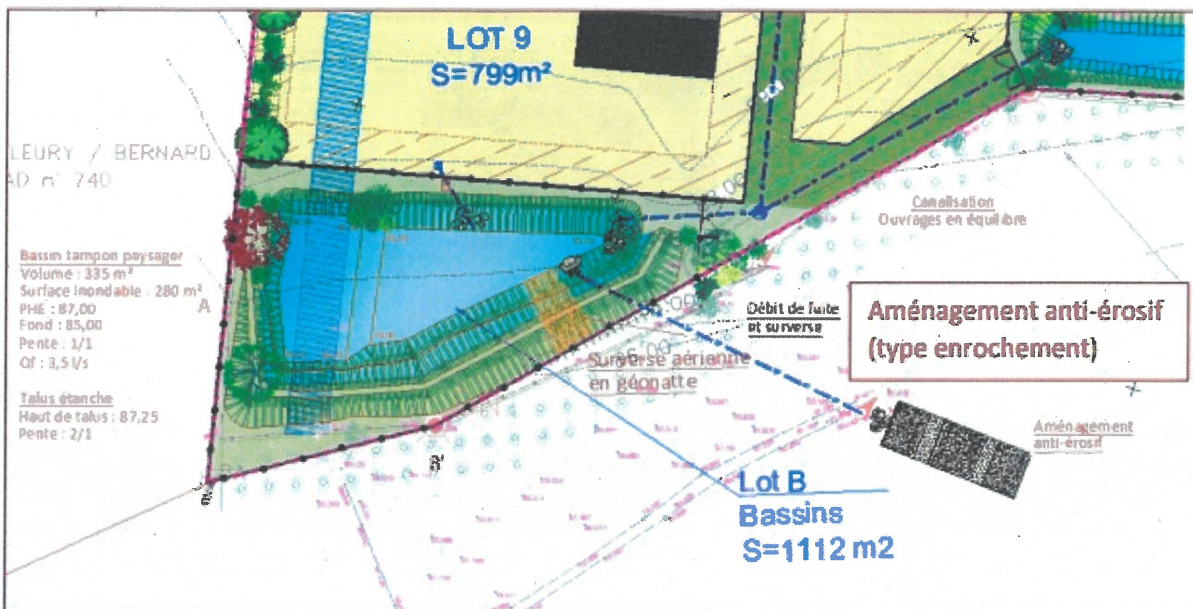 LOT 9
S=799m²
LEURY / BERNARD
AD n° 740
Canalisation
Ouvrages en équilibre
Bassin tampon paysager
Volume : 335 m³
Surface inondable : 280 m²
PHE : 87,00
Fond : 85,00
Pente : 1/1
Qf : 3,5 l/s
A
Talus étanche
Haut de talus : 87,25
Pente : 2/1
Débit de fuite
et surverse
Aménagement anti-érosif
(type enrochement)
Surverse aérienne
en géonatte
Aménagement
anti-érosif
Lot B
Bassins
S=1112 m2